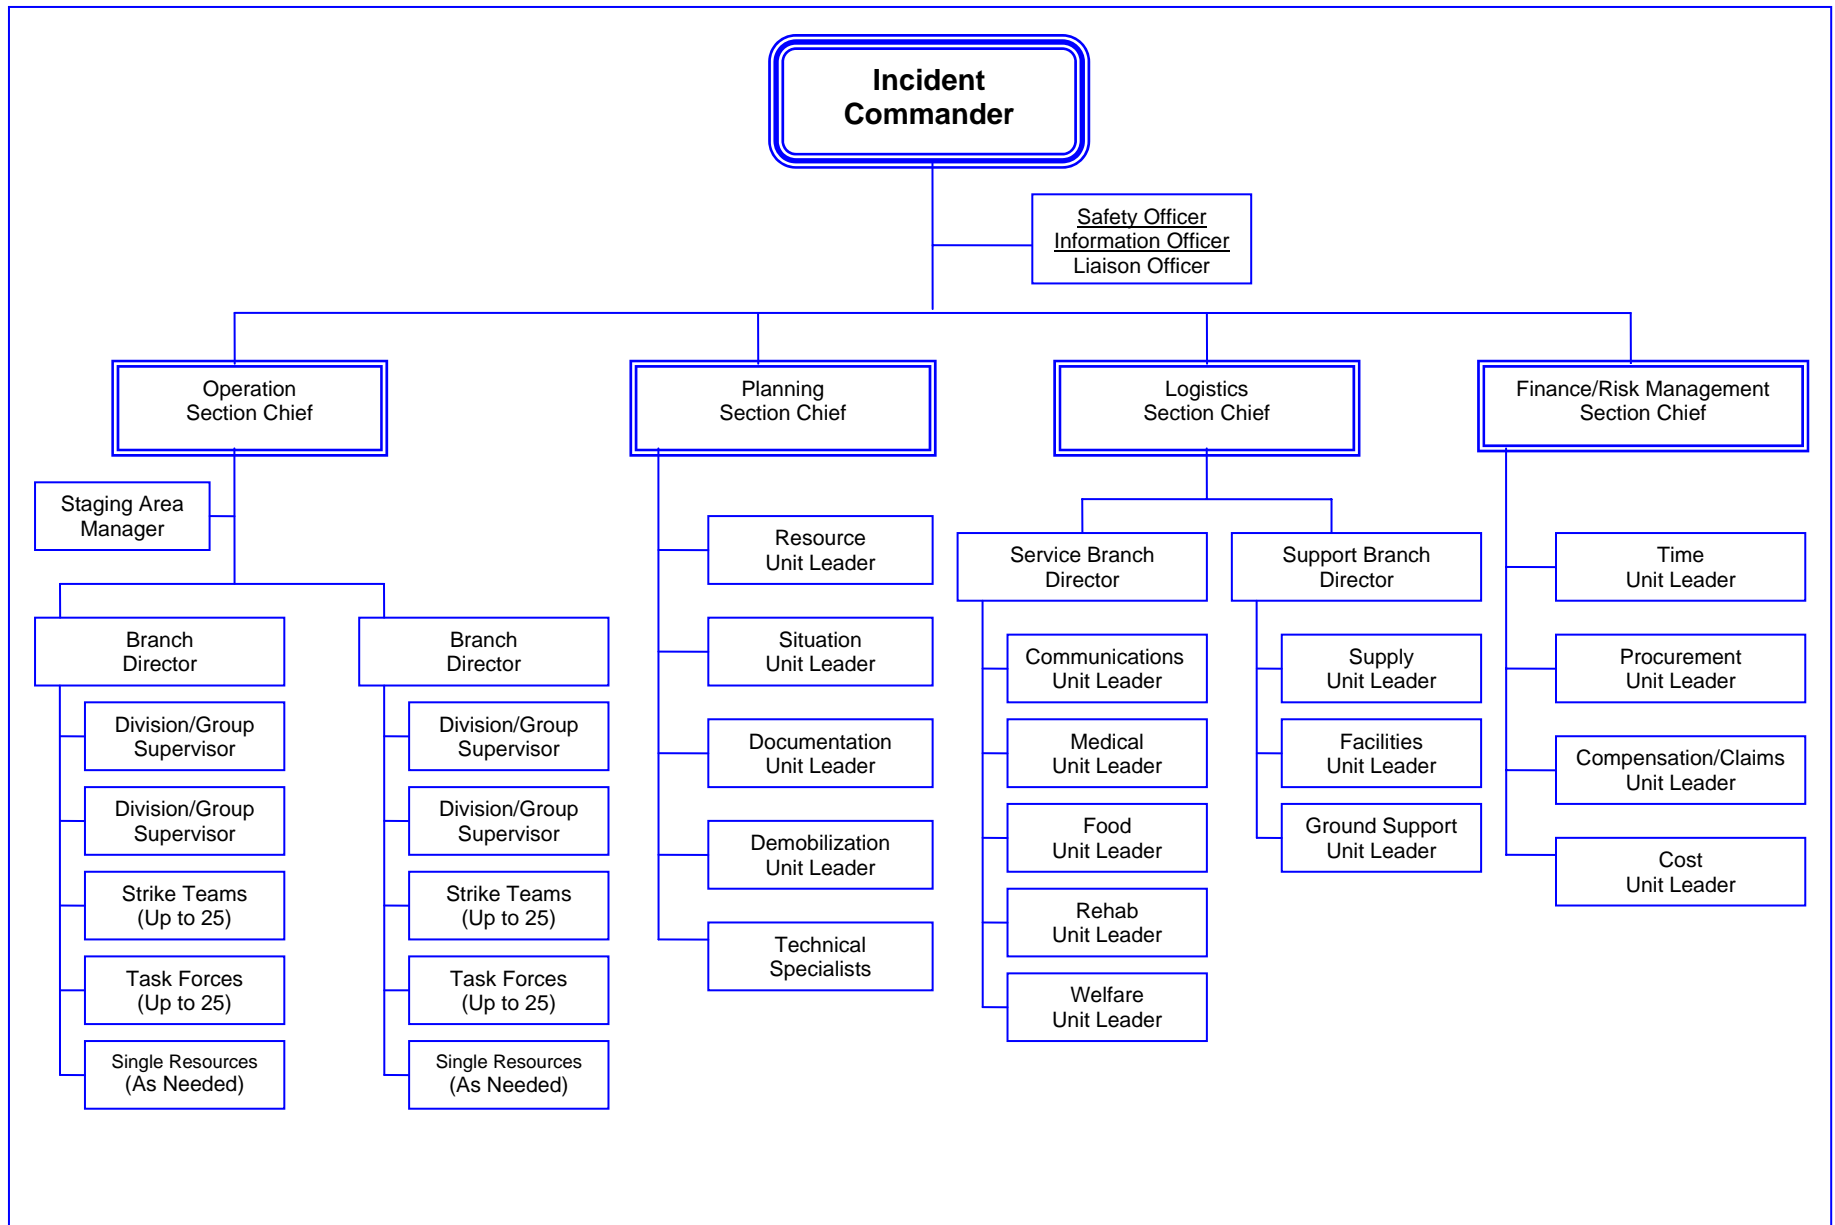 Incident
Commander
Safety Officer
Information Officer
Liaison Officer
Operation
Section Chief
Planning
Section Chief
Logistics
Section Chief
Finance/Risk Management
Section Chief
Staging Area
Manager
Branch
Director
Division/Group
Supervisor
Division/Group
Supervisor
Strike Teams
(Up to 25)
Task Forces
(Up to 25)
Single Resources
(As Needed)
Branch
Director
Division/Group
Supervisor
Division/Group
Supervisor
Strike Teams
(Up to 25)
Task Forces
(Up to 25)
Single Resources
(As Needed)
Resource
Unit Leader
Situation
Unit Leader
Documentation
Unit Leader
Demobilization
Unit Leader
Technical
Specialists
Service Branch
Director
Communications
Unit Leader
Medical
Unit Leader
Food
Unit Leader
Rehab
Unit Leader
Welfare
Unit Leader
Support Branch
Director
Supply
Unit Leader
Facilities
Unit Leader
Ground Support
Unit Leader
Time
Unit Leader
Procurement
Unit Leader
Compensation/Claims
Unit Leader
Cost
Unit Leader